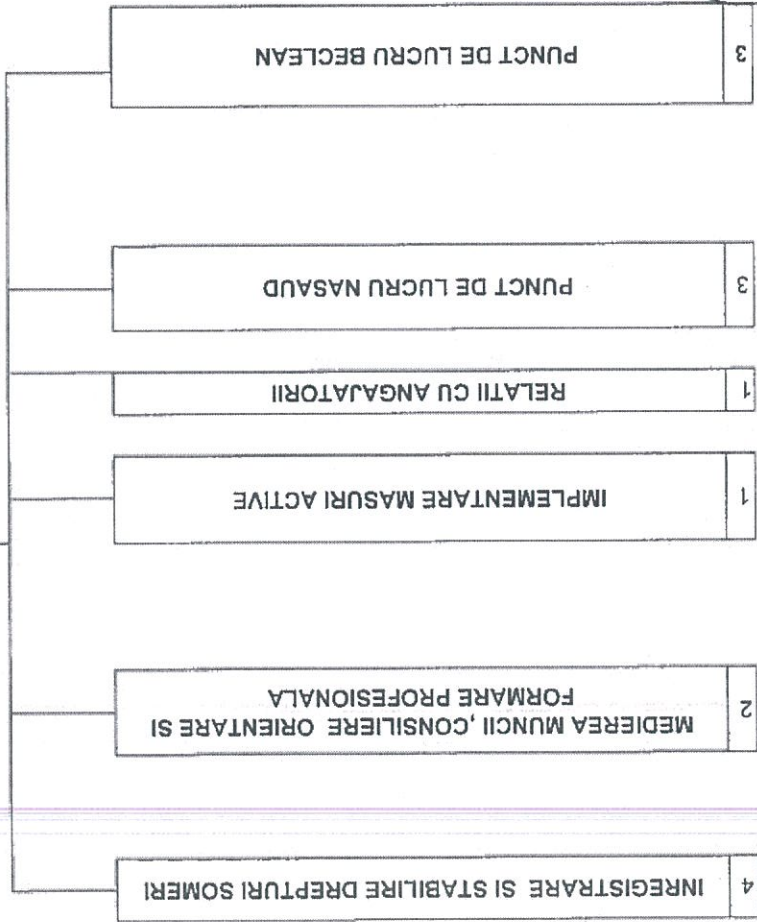 4 INREGISTRARE SI STABILIRE DREPTURI SOMERI
2 MEDIEREA MUNCII ,CONSILIERE ORIENTARE SI
FORMARE PROFESIONALA
1 IMPLEMENTARE MASURI ACTIVE
1 RELATII CU ANGAJATORII
3 PUNCT DE LUCRU NASAUD
3 PUNCT DE LUCRU BECLEAN